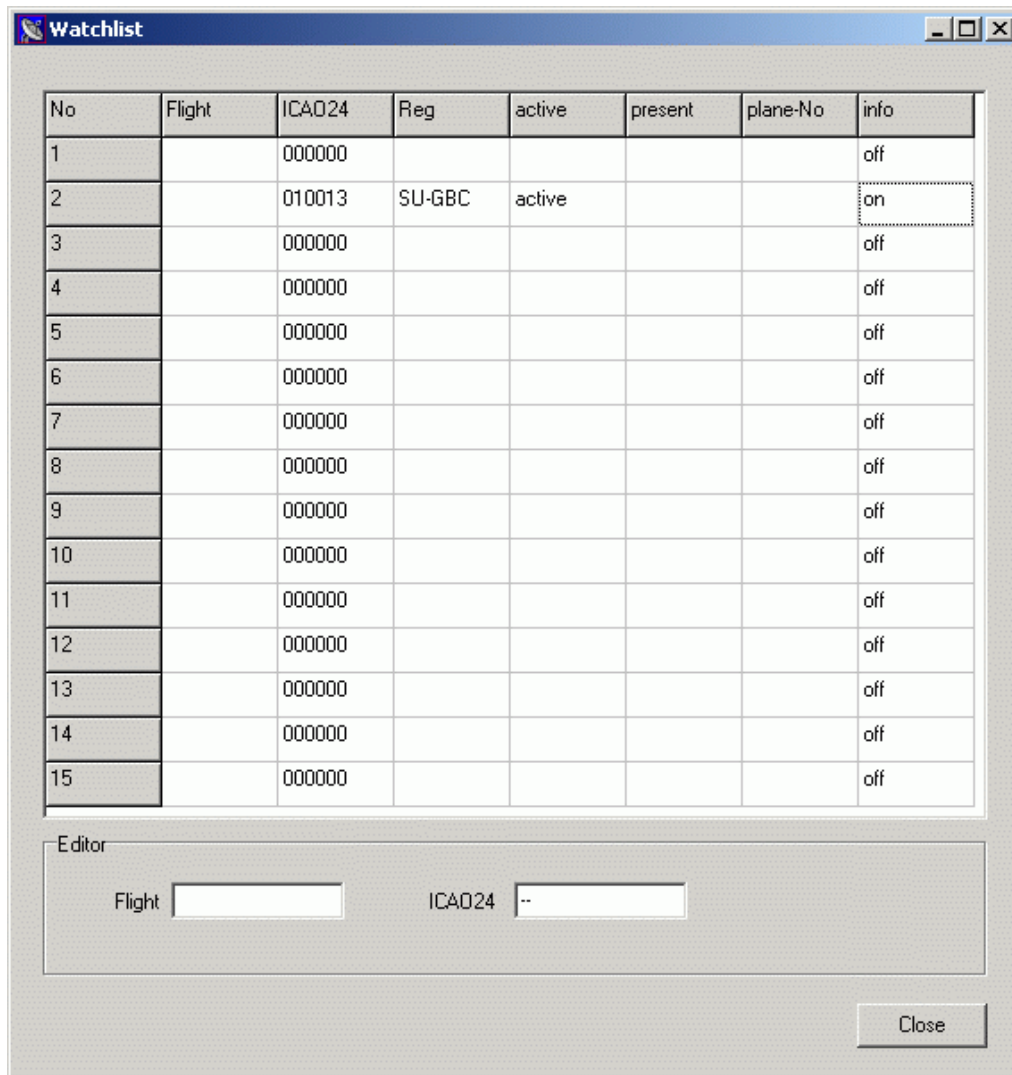 Watchlist
No Flight ICAO24 Reg active present plane-No info
1 000000 off
2 010013 SU-GBC active on
3 000000 off
4 000000 off
5 000000 off
6 000000 off
7 000000 off
8 000000 off
9 000000 off
10 000000 off
11 000000 off
12 000000 off
13 000000 off
14 000000 off
15 000000 off
Editor
Flight ICAO24 --
Close